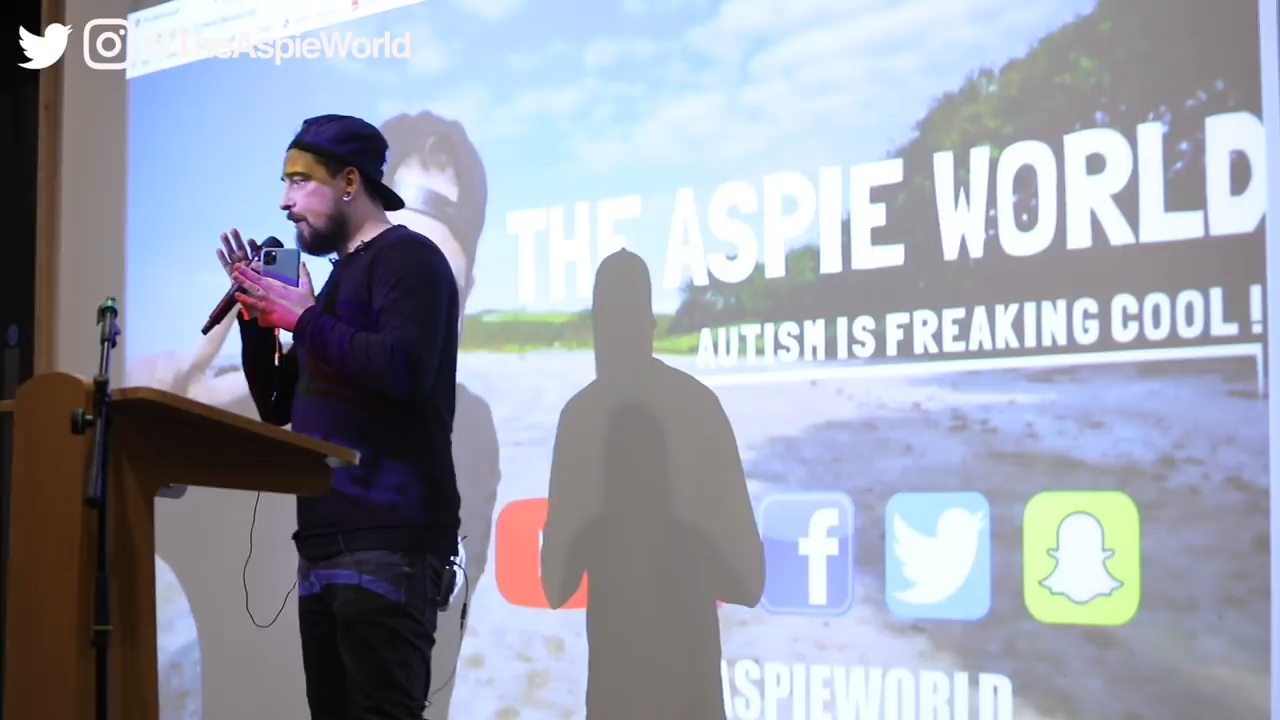 @TheAspieWorld
THE ASPIE WORLD
AUTISM IS FREAKING COOL!
f
ASPIEWORLD